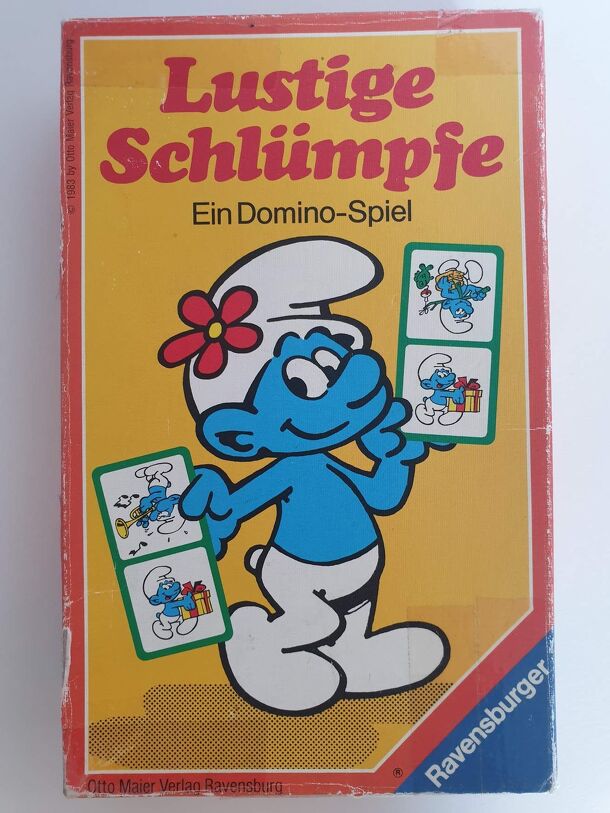 Lustige
Schlümpfe
Ein Domino-Spiel
© 1983 by Otto Maier Verlag Ravensburg
Otto Maier Verlag Ravensburg
®
Ravensburger